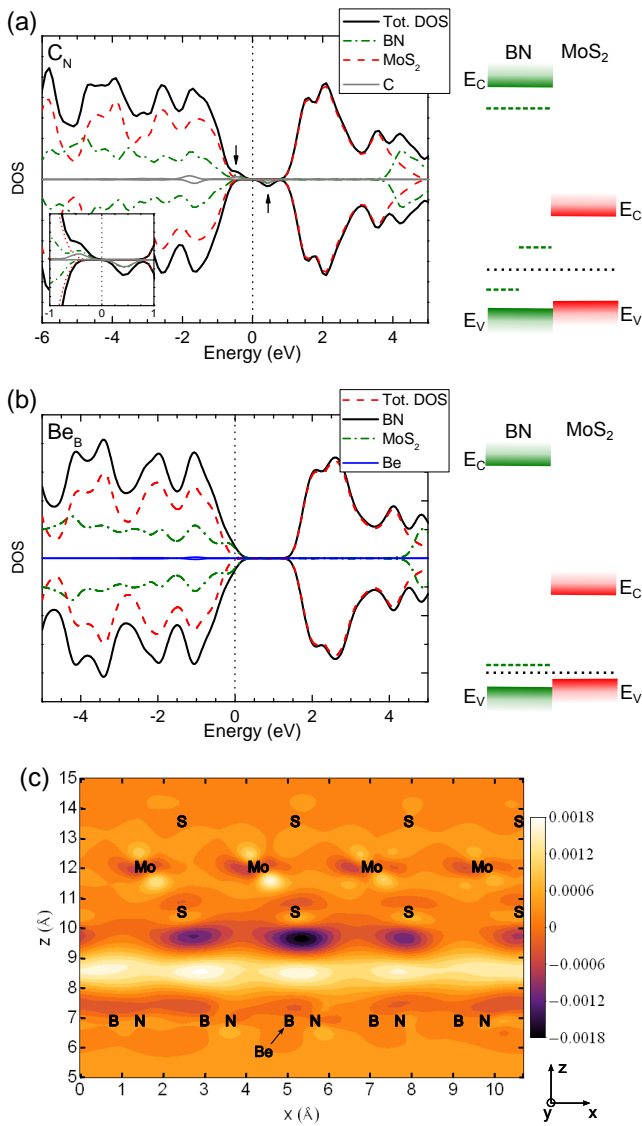 (a)
C_N
Tot. DOS
BN
MoS₂
C
DOS
-1 0 1
-6 -4 -2 0 2 4
Energy (eV)
BN MoS₂
E_C
E_C
E_V E_V
(b)
Be_B
Tot. DOS
BN
MoS₂
Be
DOS
-4 -2 0 2 4
Energy (eV)
BN MoS₂
E_C
E_C
E_V E_V
(c)
15
14
13
12
11
10
9
8
7
6
5
z (Å)
S S S S
Mo Mo Mo Mo
S S S S
B N B N B N B N B N
Be
0 1 2 3 4 5 6 7 8 9 10
x (Å)
0.0018
0.0006
0
−0.0006
−0.0012
−0.0018
z
y x